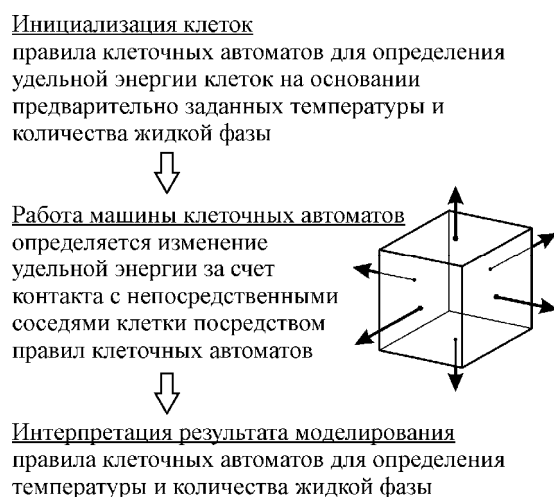 Инициализация клеток
правила клеточных автоматов для определения
удельной энергии клеток на основании
предварительно заданных температуры и
количества жидкой фазы
Работа машины клеточных автоматов
определяется изменение
удельной энергии за счет
контакта с непосредственными
соседями клетки посредством
правил клеточных автоматов
Интерпретация результата моделирования
правила клеточных автоматов для определения
температуры и количества жидкой фазы